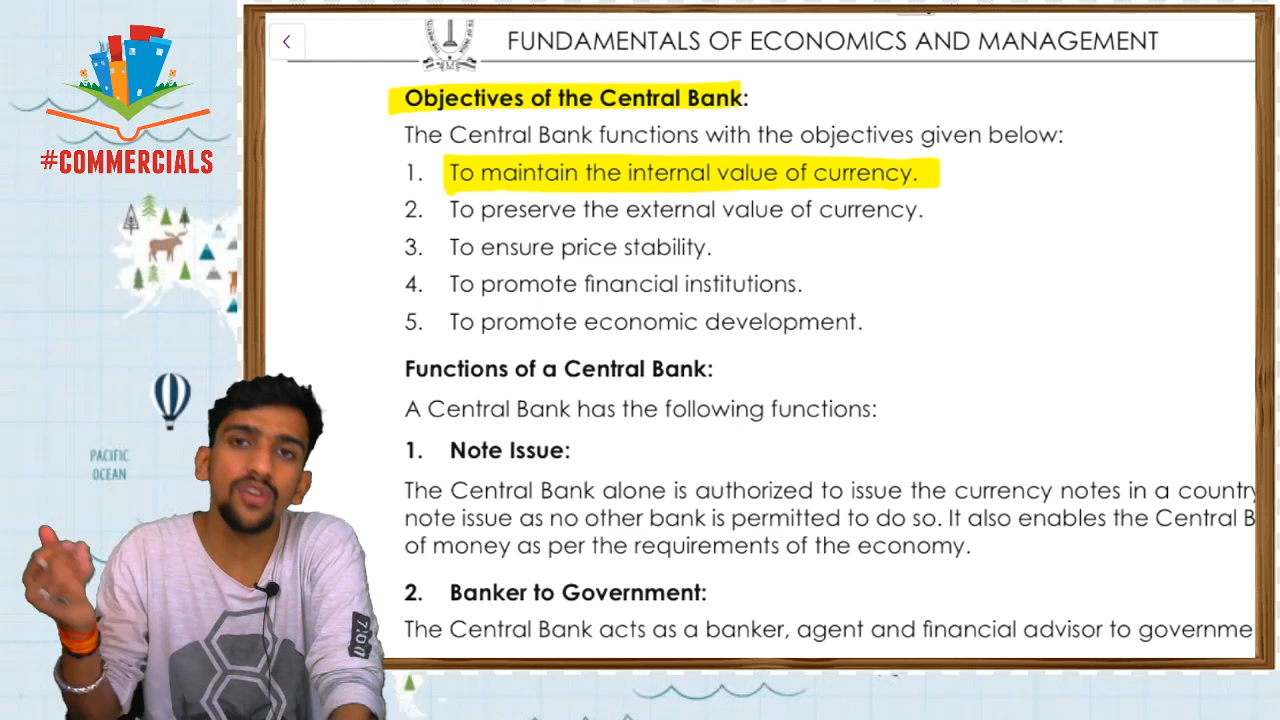 #COMMERCIALS
FUNDAMENTALS OF ECONOMICS AND MANAGEMENT
Objectives of the Central Bank:
The Central Bank functions with the objectives given below:
1. To maintain the internal value of currency.
2. To preserve the external value of currency.
3. To ensure price stability.
4. To promote financial institutions.
5. To promote economic development.
Functions of a Central Bank:
A Central Bank has the following functions:
1. Note Issue:
The Central Bank alone is authorized to issue the currency notes in a country
note issue as no other bank is permitted to do so. It also enables the Central B
of money as per the requirements of the economy.
2. Banker to Government:
The Central Bank acts as a banker, agent and financial advisor to governme
PACIFIC
OCEAN